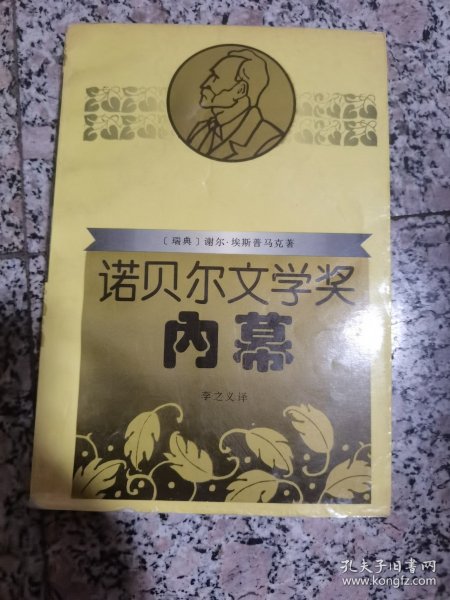 〔瑞典〕谢尔·埃斯普马克著
诺贝尔文学奖
内幕
李之义译
孔夫子旧书网
www.kongfz.com